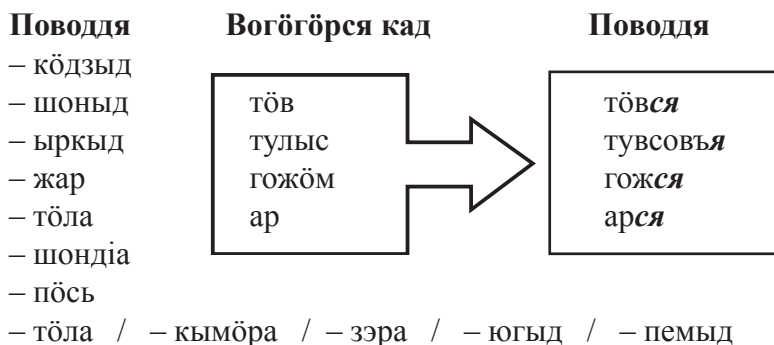 Поводдя Вогӧгӧрся кад Поводдя
– кӧдзыд
– шоныд тӧв тӧвся
– ыркыд тулыс тувсовъя
– жар гожӧм гожся
– тӧла ар арся
– шондіа
– пӧсь
– тӧла / – кымӧра / – зэра / – югыд / – пемыд